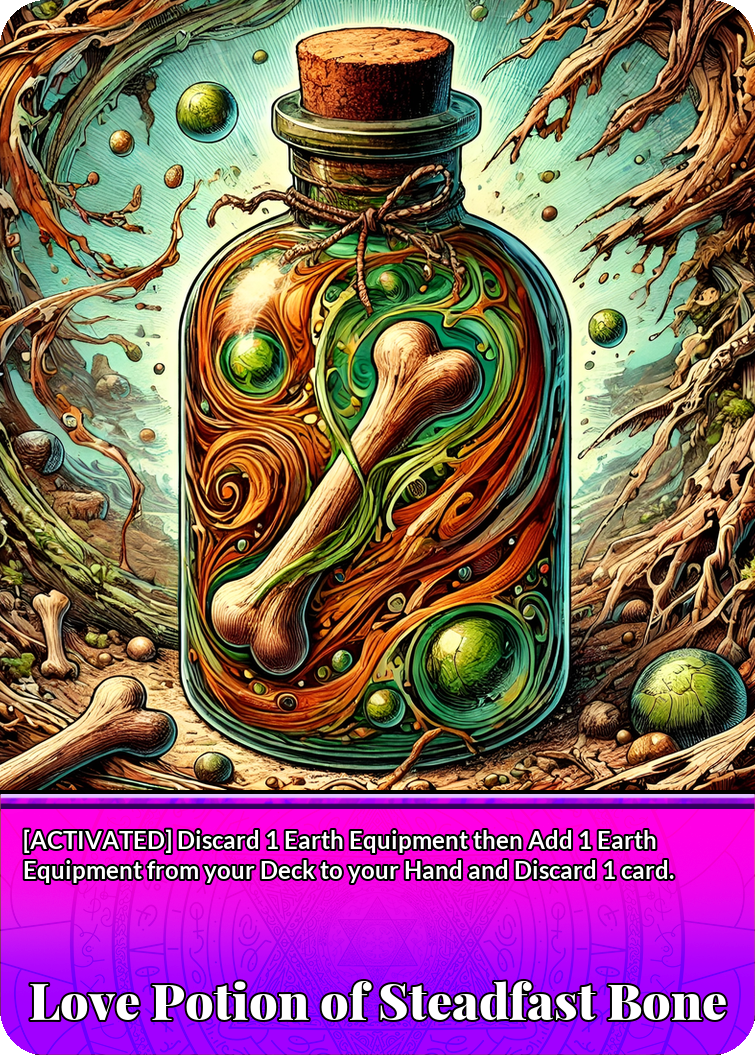 [ACTIVATED] Discard 1 Earth Equipment then Add 1 Earth
Equipment from your Deck to your Hand and Discard 1 card.
Love Potion of Steadfast Bone